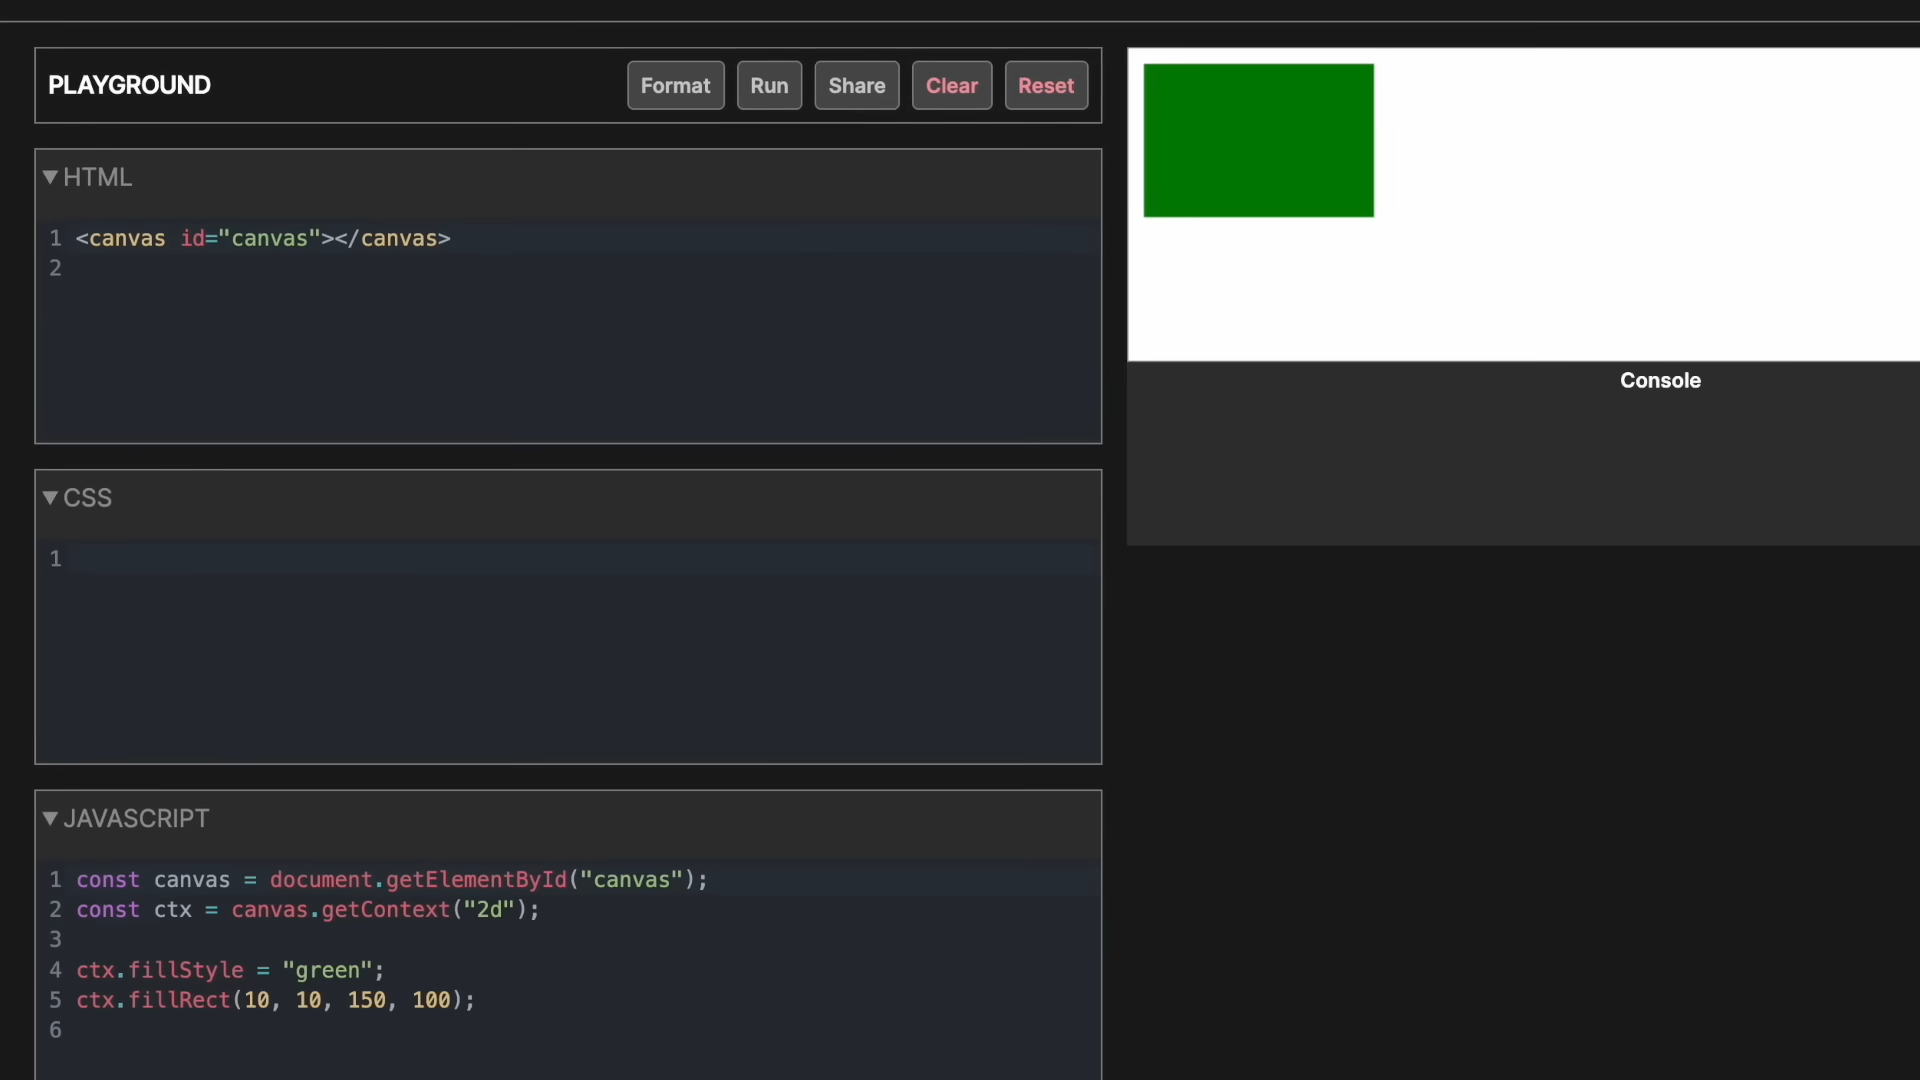 PLAYGROUND
Format Run Share Clear Reset
▼ HTML
1 <canvas id="canvas"></canvas>
2
▼ CSS
1
▼ JAVASCRIPT
1 const canvas = document.getElementById("canvas");
2 const ctx = canvas.getContext("2d");
3
4 ctx.fillStyle = "green";
5 ctx.fillRect(10, 10, 150, 100);
6
Console